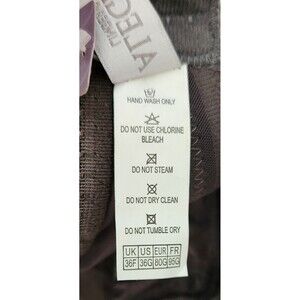 ALEG
HAND WASH ONLY
DO NOT USE CHLORINE
BLEACH
DO NOT STEAM
DO NOT DRY CLEAN
DO NOT TUMBLE DRY
UK US EUR FR
36F 36G 80G 95G